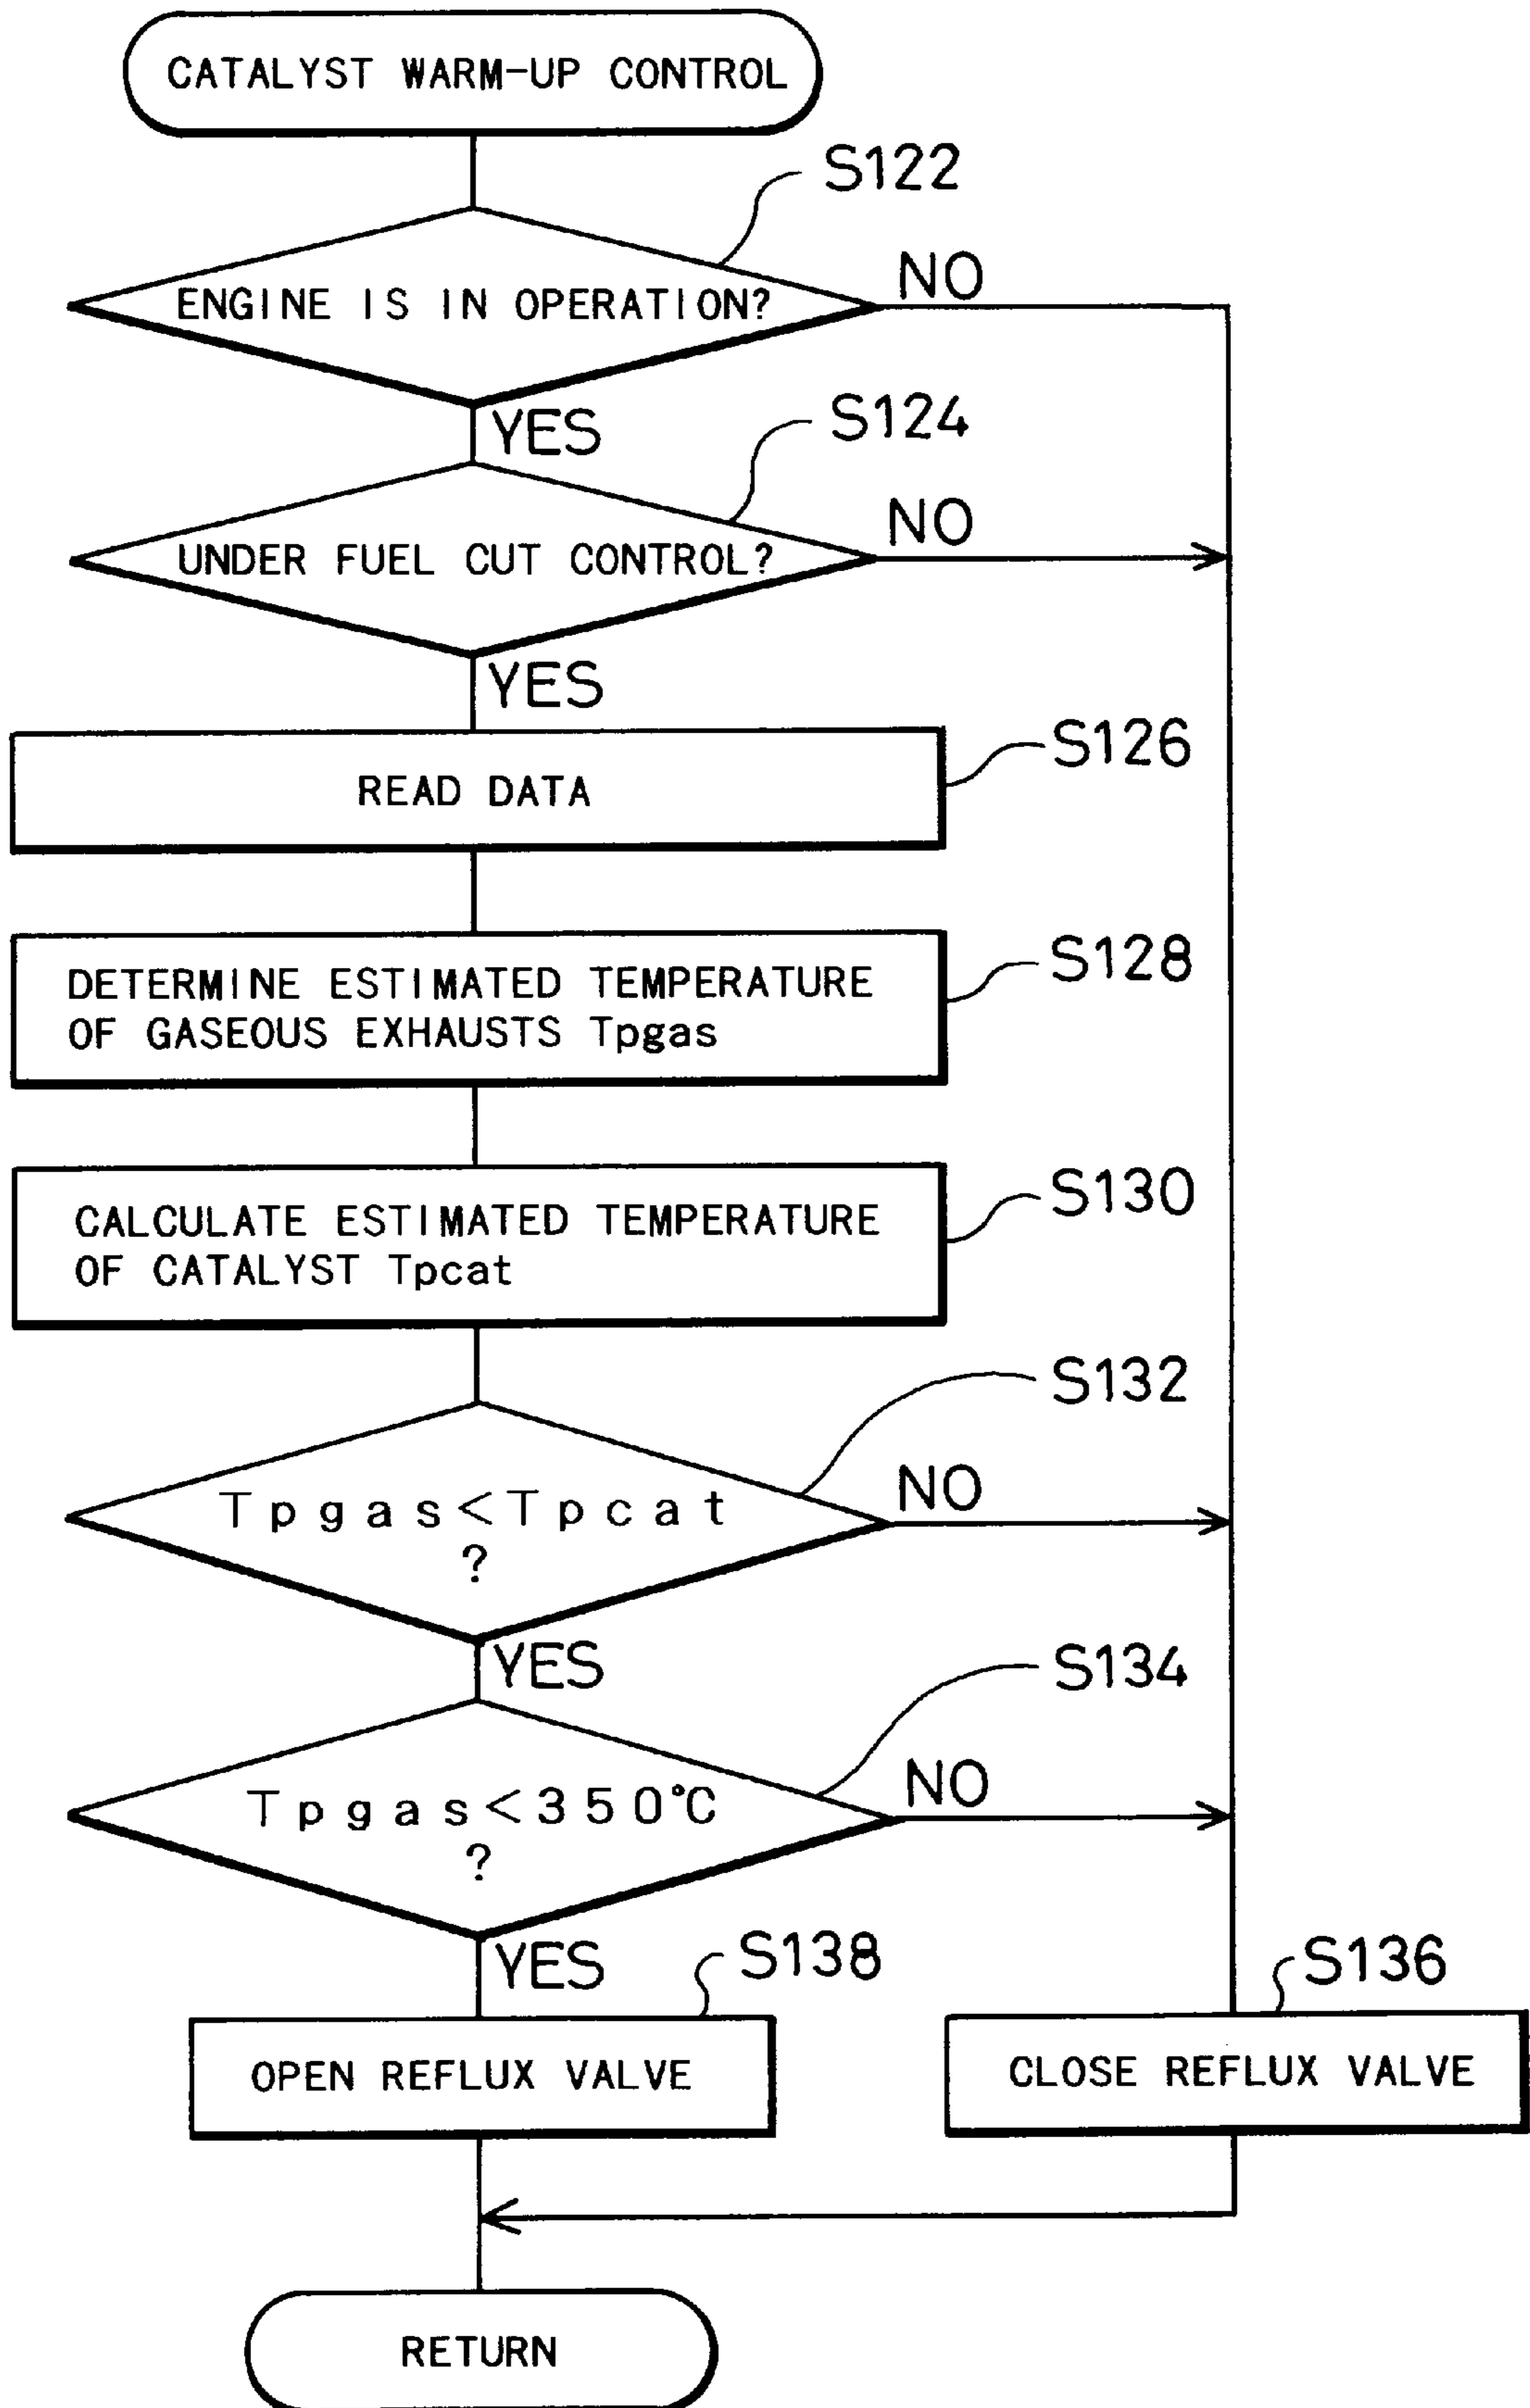 CATALYST WARM-UP CONTROL
S122
ENGINE IS IN OPERATION?
NO
YES
S124
UNDER FUEL CUT CONTROL?
NO
YES
S126
READ DATA
S128
DETERMINE ESTIMATED TEMPERATURE
OF GASEOUS EXHAUSTS Tpgas
S130
CALCULATE ESTIMATED TEMPERATURE
OF CATALYST Tpcat
S132
Tpgas<Tpcat
?
NO
YES
S134
Tpgas<350℃
?
NO
YES
S138
S136
OPEN REFLUX VALVE
CLOSE REFLUX VALVE
RETURN